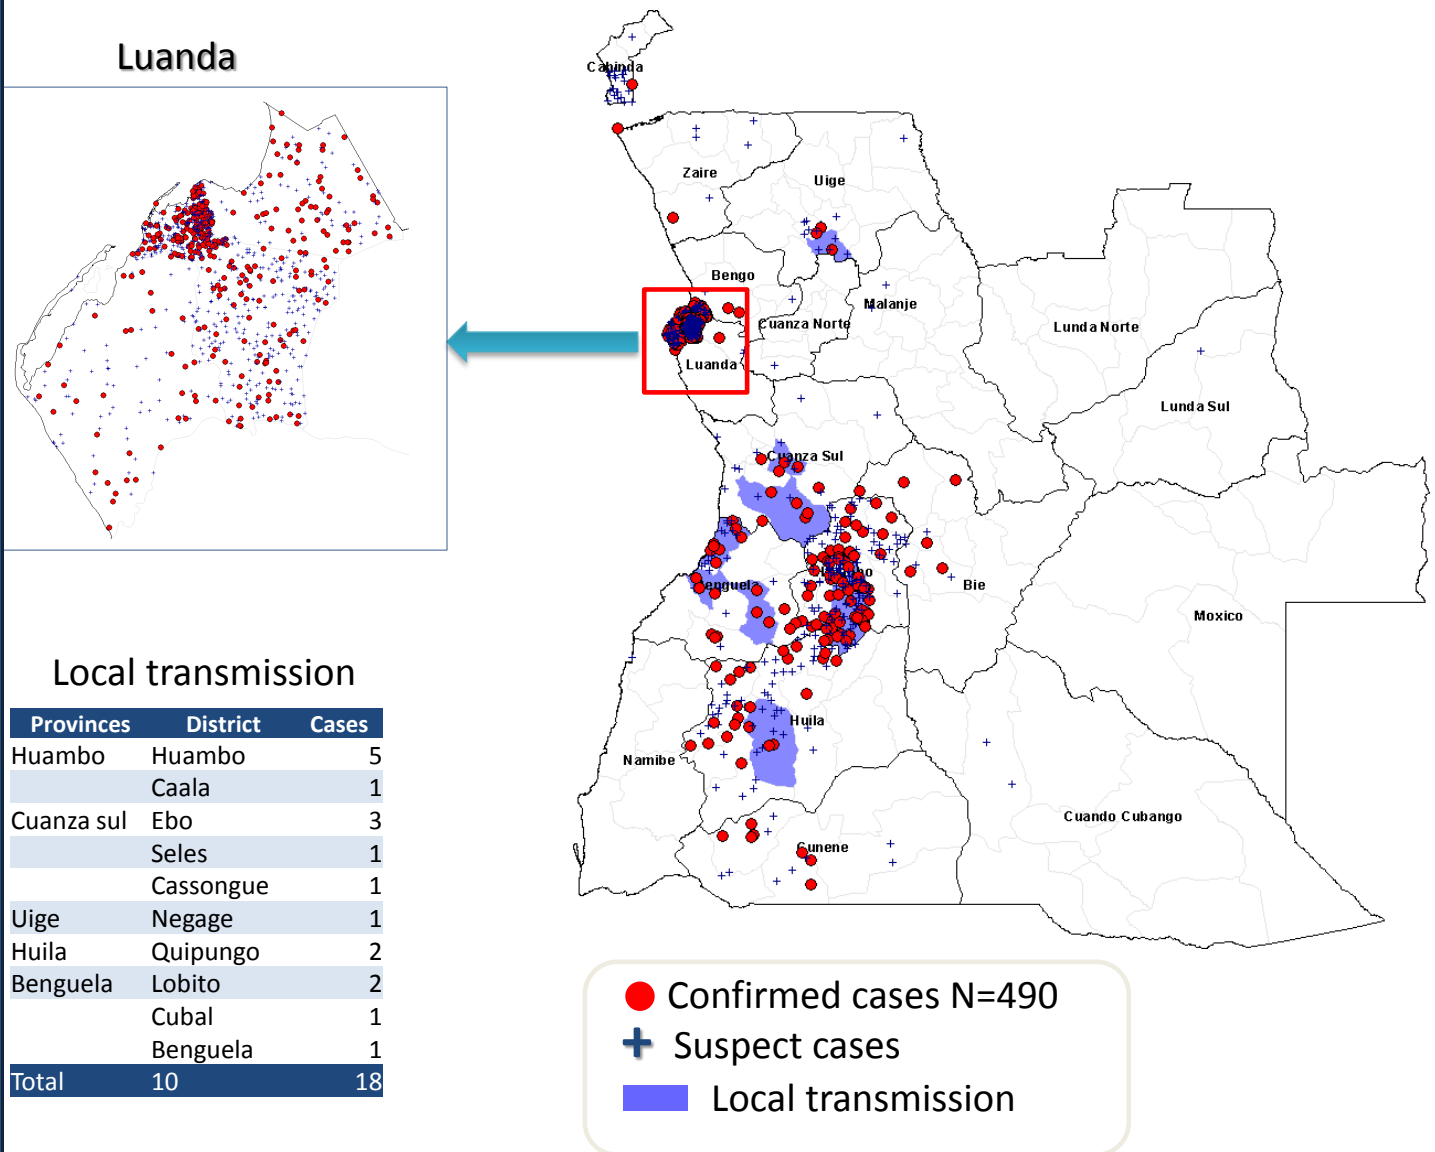 Luanda
Cabinda
Zaire
Uige
Bengo
Cuanza Norte
Malanje
Lunda Norte
Luanda
Lunda Sul
Cuanza Sul
Benguela
Bie
Moxico
Huila
Namibe
Cuando Cubango
Cunene
Local transmission
Provinces District Cases
Huambo Huambo 5
Caala 1
Cuanza sul Ebo 3
Seles 1
Cassongue 1
Uige Negage 1
Huila Quipungo 2
Benguela Lobito 2
Cubal 1
Benguela 1
Total 10 18
Confirmed cases N=490
Suspect cases
Local transmission